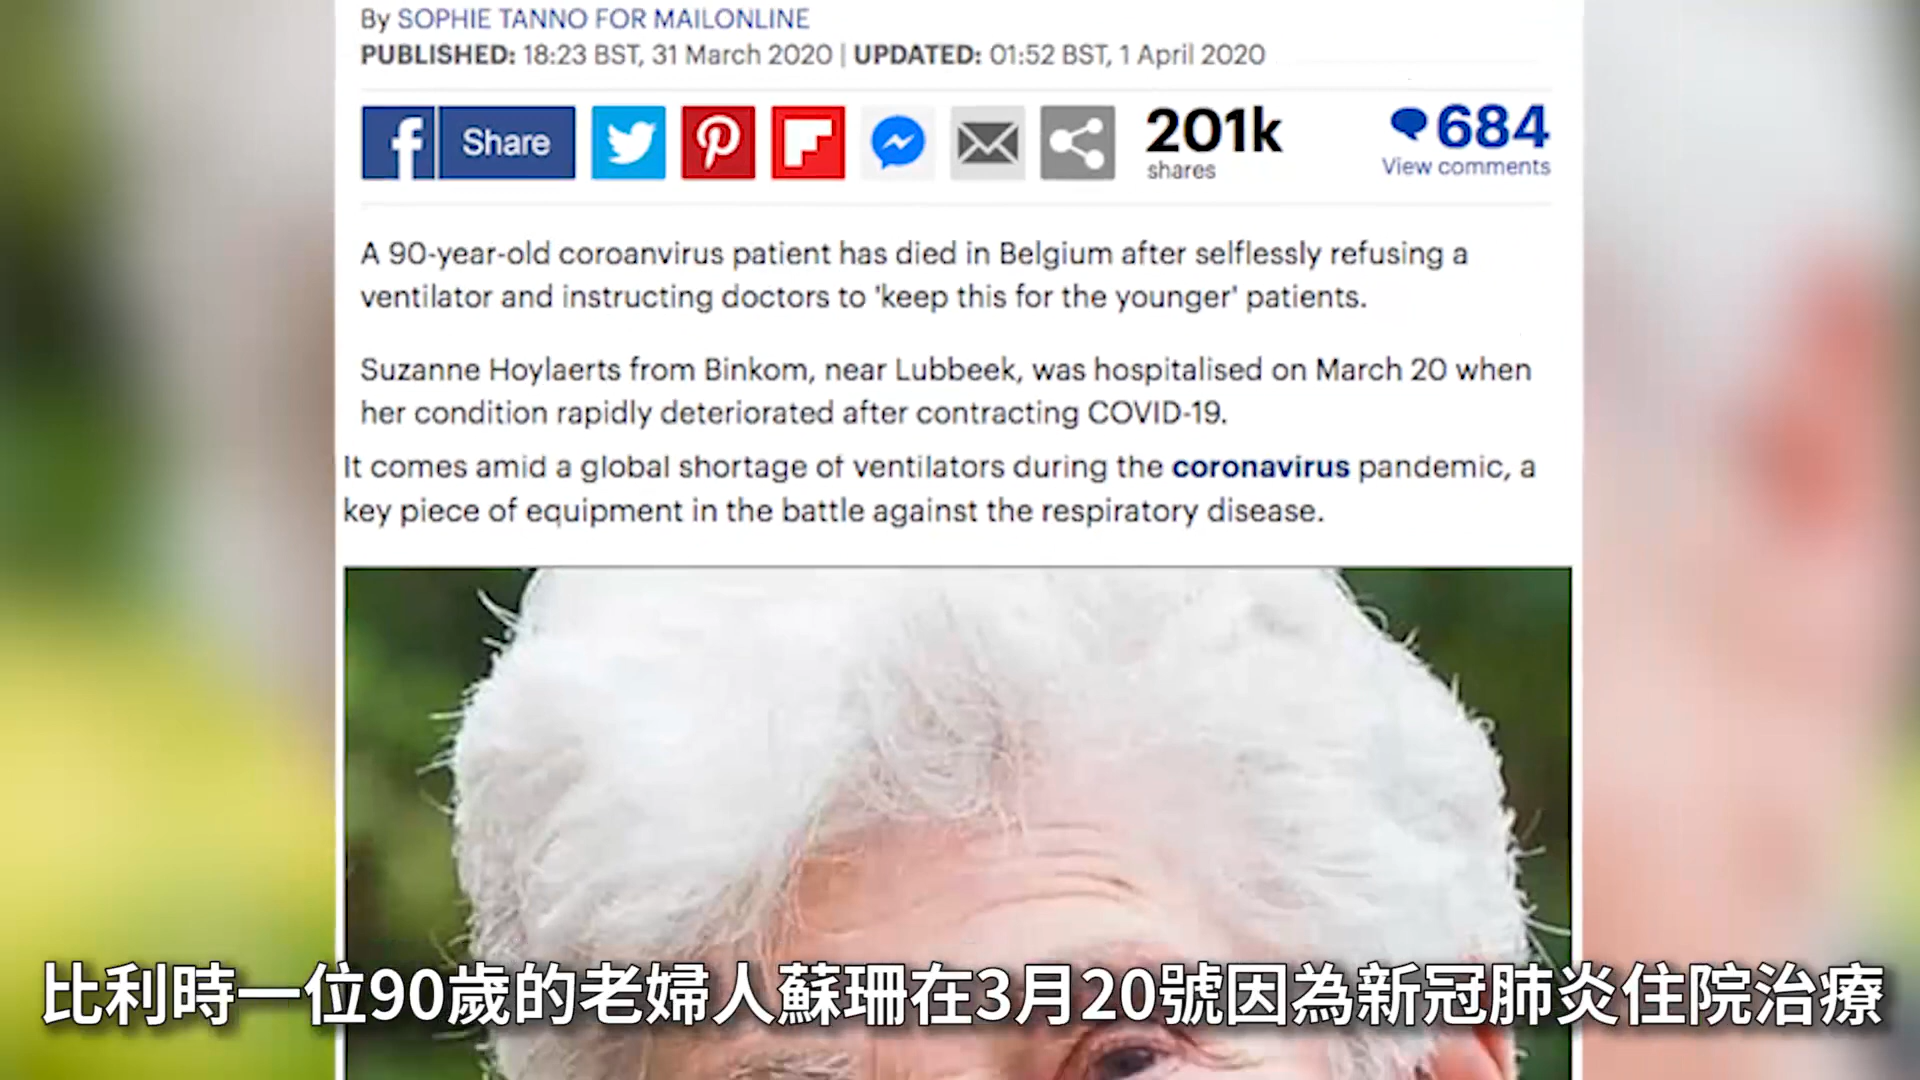 By SOPHIE TANNO FOR MAILONLINE
PUBLISHED: 18:23 BST, 31 March 2020 | UPDATED: 01:52 BST, 1 April 2020
Share
201k
shares
684
View comments
A 90-year-old coroanvirus patient has died in Belgium after selflessly refusing a
ventilator and instructing doctors to 'keep this for the younger' patients.
Suzanne Hoylaerts from Binkom, near Lubbeek, was hospitalised on March 20 when
her condition rapidly deteriorated after contracting COVID-19.
It comes amid a global shortage of ventilators during the coronavirus pandemic, a
key piece of equipment in the battle against the respiratory disease.
比利時一位90歲的老婦人蘇珊在3月20號因為新冠肺炎住院治療